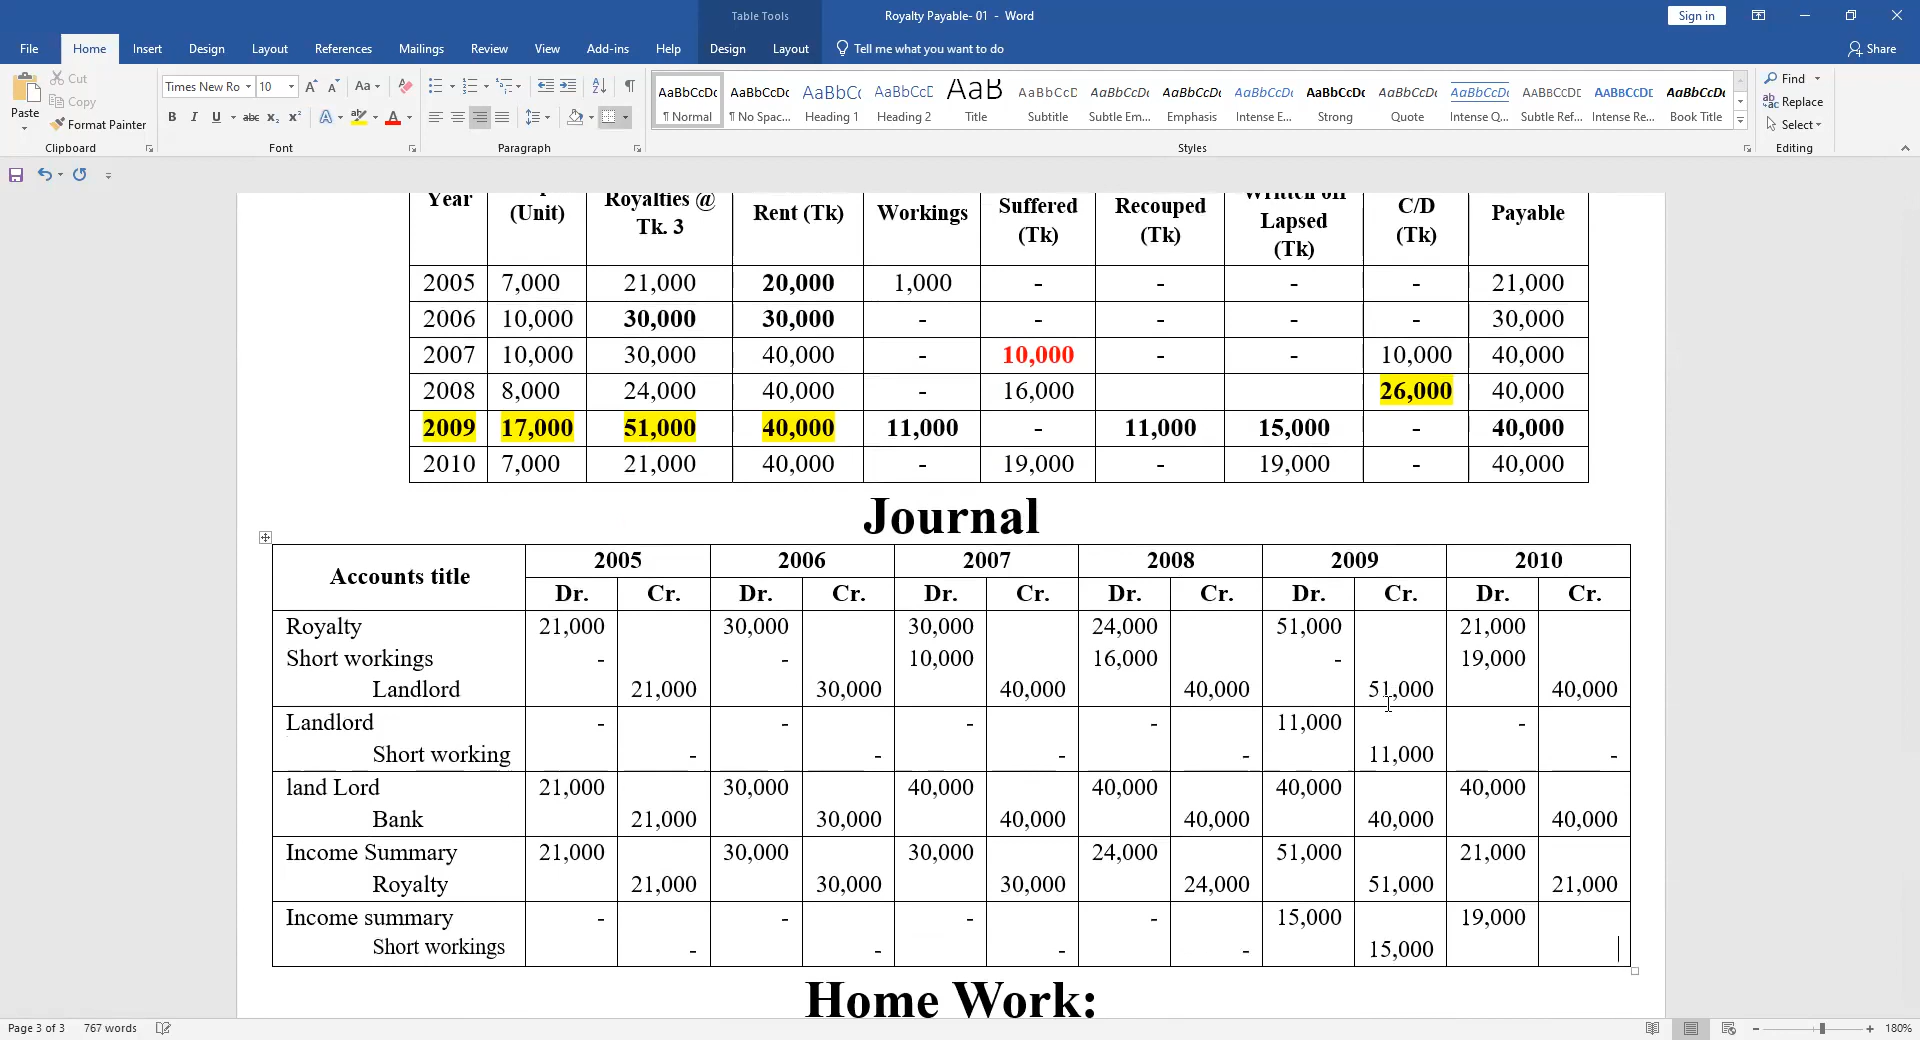 Table Tools
Royalty Payable- 01 - Word
Sign in
File Home Insert Design Layout References Mailings Review View Add-ins Help Design Layout Tell me what you want to do Share
Paste
Cut
Copy
Format Painter
Clipboard
Times New Ro 10
Font
Paragraph
AaBbCcDc AaBbCcDc AaBbCc AaBbCcD AaB AaBbCcD AaBbCcDc AaBbCcDc AaBbCcDc AaBbCcDc AaBbCcDc AaBbCcDc AABBCCDE AABBCCDE AaBbCcDc
¶ Normal ¶ No Spac... Heading 1 Heading 2 Title Subtitle Subtle Em... Emphasis Intense E... Strong Quote Intense Q... Subtle Ref... Intense Re... Book Title
Styles
Find
Replace
Select
Editing
Year (Unit) Royalties @ Tk. 3 Rent (Tk) Workings Suffered (Tk) Recouped (Tk) Written off Lapsed (Tk) C/D (Tk) Payable
2005 7,000 21,000 20,000 1,000 - - - - 21,000
2006 10,000 30,000 30,000 - - - - - 30,000
2007 10,000 30,000 40,000 - 10,000 - - 10,000 40,000
2008 8,000 24,000 40,000 - 16,000 26,000 40,000
2009 17,000 51,000 40,000 11,000 - 11,000 15,000 - 40,000
2010 7,000 21,000 40,000 - 19,000 - 19,000 - 40,000
Journal
Accounts title 2005 2006 2007 2008 2009 2010
Dr. Cr. Dr. Cr. Dr. Cr. Dr. Cr. Dr. Cr. Dr. Cr.
Royalty 21,000 30,000 30,000 24,000 51,000 21,000
Short workings - - 10,000 16,000 - 19,000
Landlord 21,000 30,000 40,000 40,000 51,000 40,000
Landlord - - - - 11,000 -
Short working - - - - 11,000 -
land Lord 21,000 30,000 40,000 40,000 40,000 40,000
Bank 21,000 30,000 40,000 40,000 40,000 40,000
Income Summary 21,000 30,000 30,000 24,000 51,000 21,000
Royalty 21,000 30,000 30,000 24,000 51,000 21,000
Income summary - - - - 15,000 19,000
Short workings - - - - 15,000
Home Work:
Page 3 of 3 767 words 180%